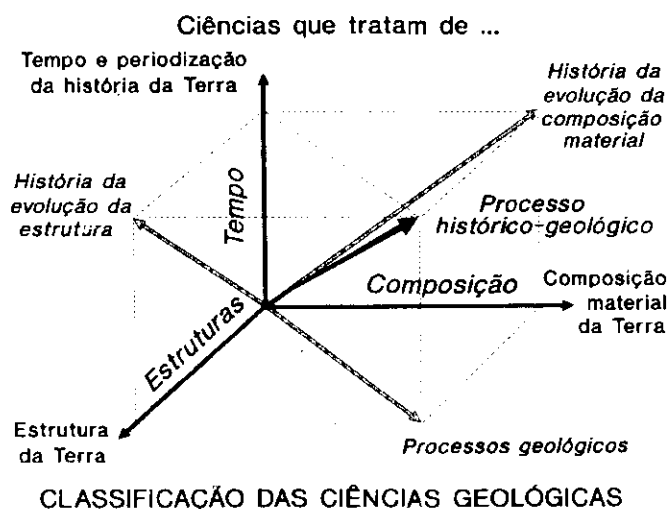 Ciências que tratam de ...
Tempo e periodização
da história da Terra
História da
evolução da
composição
material
História da
evolução da
estrutura
Tempo
Processo
histórico-geológico
Composição
Composição
material
da Terra
Estruturas
Estrutura
da Terra
Processos geológicos
CLASSIFICAÇÃO DAS CIÊNCIAS GEOLÓGICAS